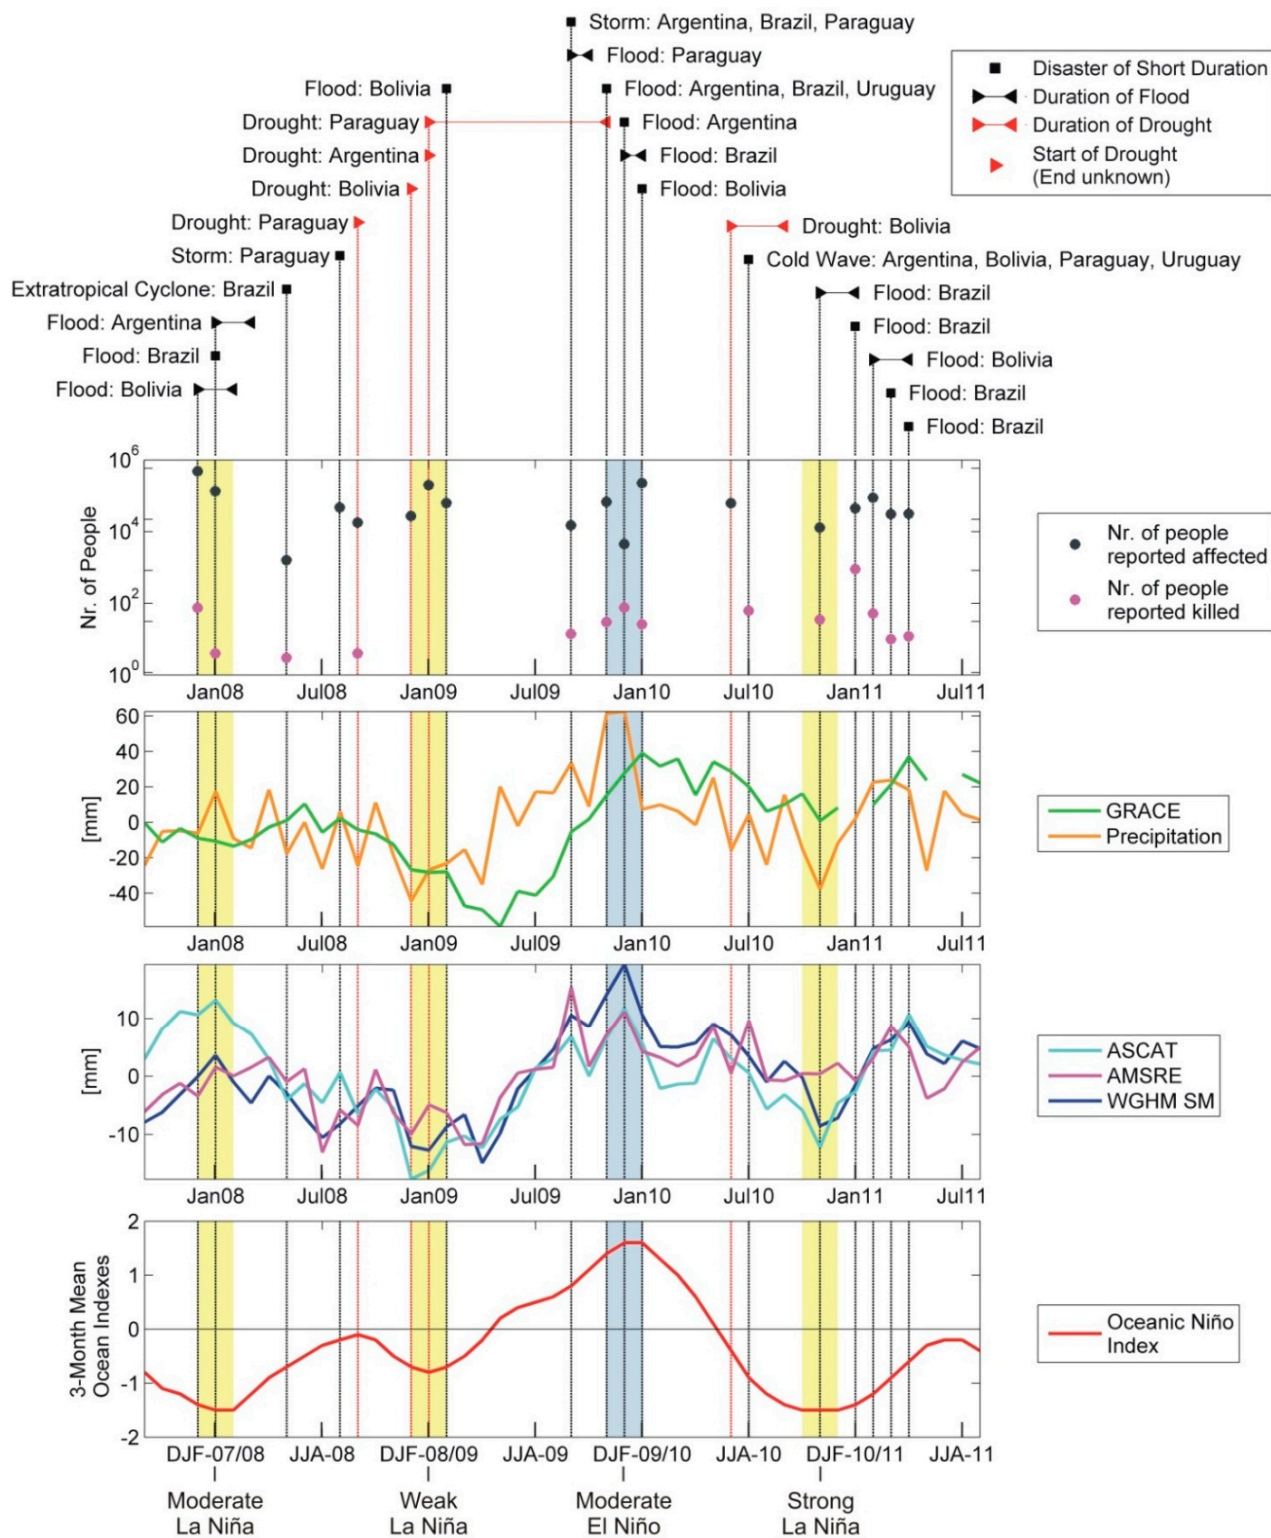 Storm: Argentina, Brazil, Paraguay
Flood: Paraguay
Flood: Bolivia
Flood: Argentina, Brazil, Uruguay
Drought: Paraguay
Flood: Argentina
Drought: Argentina
Flood: Brazil
Drought: Bolivia
Flood: Bolivia
Drought: Paraguay
Drought: Bolivia
Storm: Paraguay
Cold Wave: Argentina, Bolivia, Paraguay, Uruguay
Extratropical Cyclone: Brazil
Flood: Brazil
Flood: Argentina
Flood: Brazil
Flood: Brazil
Flood: Bolivia
Flood: Bolivia
Flood: Brazil
Flood: Brazil
Disaster of Short Duration
Duration of Flood
Duration of Drought
Start of Drought
(End unknown)
Nr. of People
10^6
10^4
10^2
10^0
Jan08 Jul08 Jan09 Jul09 Jan10 Jul10 Jan11 Jul11
Nr. of people
reported affected
Nr. of people
reported killed
[mm]
60
40
20
0
-20
-40
Jan08 Jul08 Jan09 Jul09 Jan10 Jul10 Jan11 Jul11
GRACE
Precipitation
[mm]
10
0
-10
Jan08 Jul08 Jan09 Jul09 Jan10 Jul10 Jan11 Jul11
ASCAT
AMSRE
WGHM SM
3-Month Mean
Ocean Indexes
2
1
0
-1
-2
DJF-07/08 JJA-08 DJF-08/09 JJA-09 DJF-09/10 JJA-10 DJF-10/11 JJA-11
Oceanic Niño
Index
Moderate
La Niña
Weak
La Niña
Moderate
El Niño
Strong
La Niña